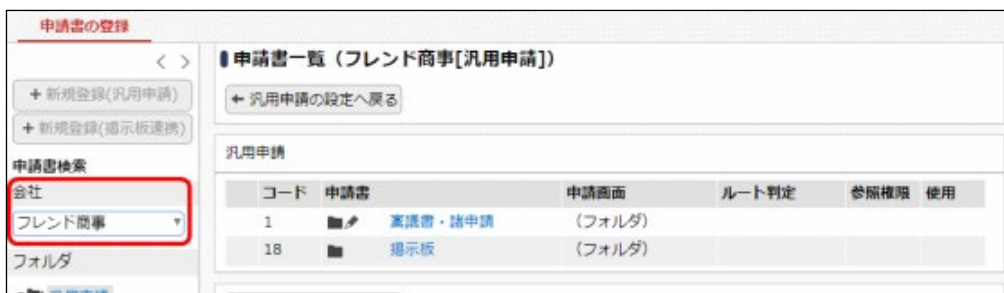 申請書の登録
< >
+ 新規登録(汎用申請)
+ 新規登録(掲示板連携)
申請書検索
会社
フレンド商事
フォルダ
申請書一覧（フレンド商事[汎用申請]）
← 汎用申請の設定へ戻る
汎用申請
コード 申請書 申請画面 ルート判定 参照権限 使用
1 稟議書・諸申請 （フォルダ）
18 掲示板 （フォルダ）